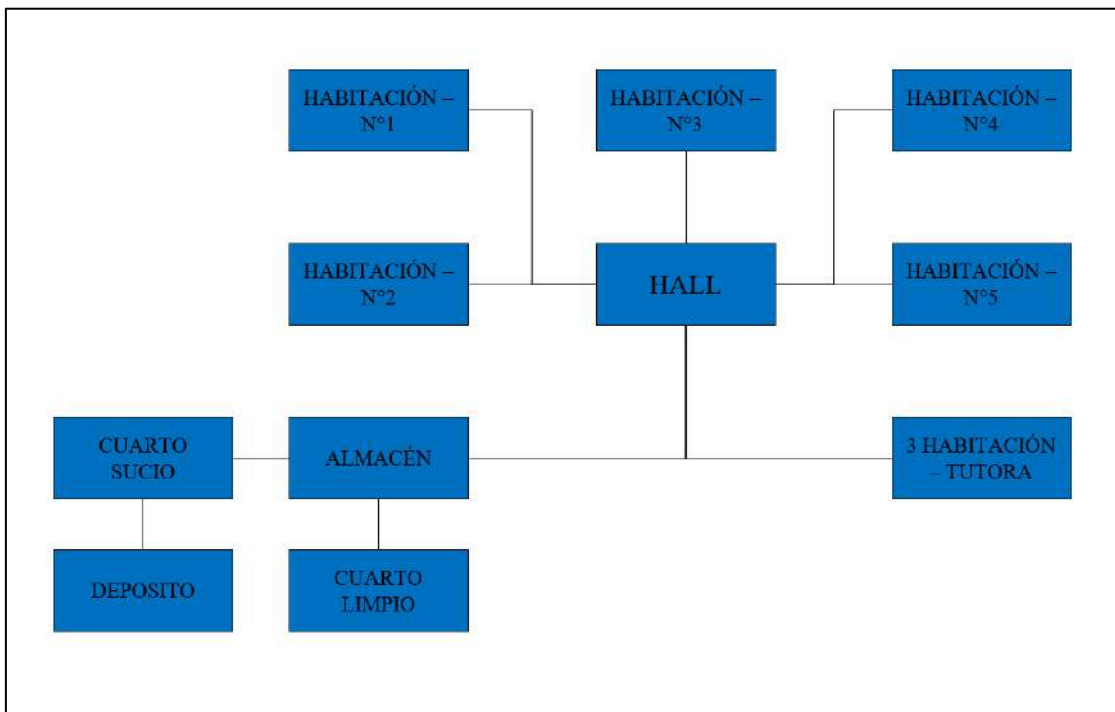 HABITACIÓN –
N°1
HABITACIÓN –
N°3
HABITACIÓN –
N°4
HABITACIÓN –
N°2
HALL
HABITACIÓN –
N°5
CUARTO
SUCIO
ALMACÉN
3 HABITACIÓN
– TUTORA
DEPOSITO
CUARTO
LIMPIO